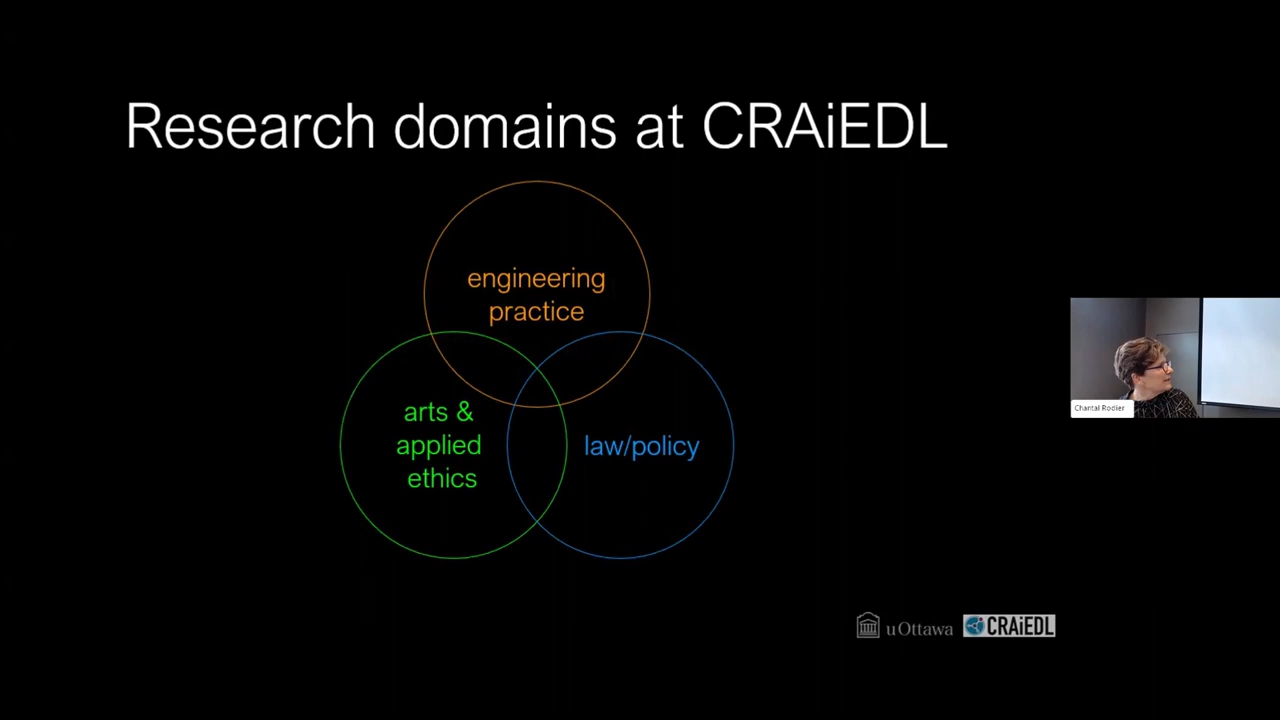 Research domains at CRAiEDL
engineering
practice
arts &
applied
ethics
law/policy
Chantal Rodier
uOttawa
CRAiEDL